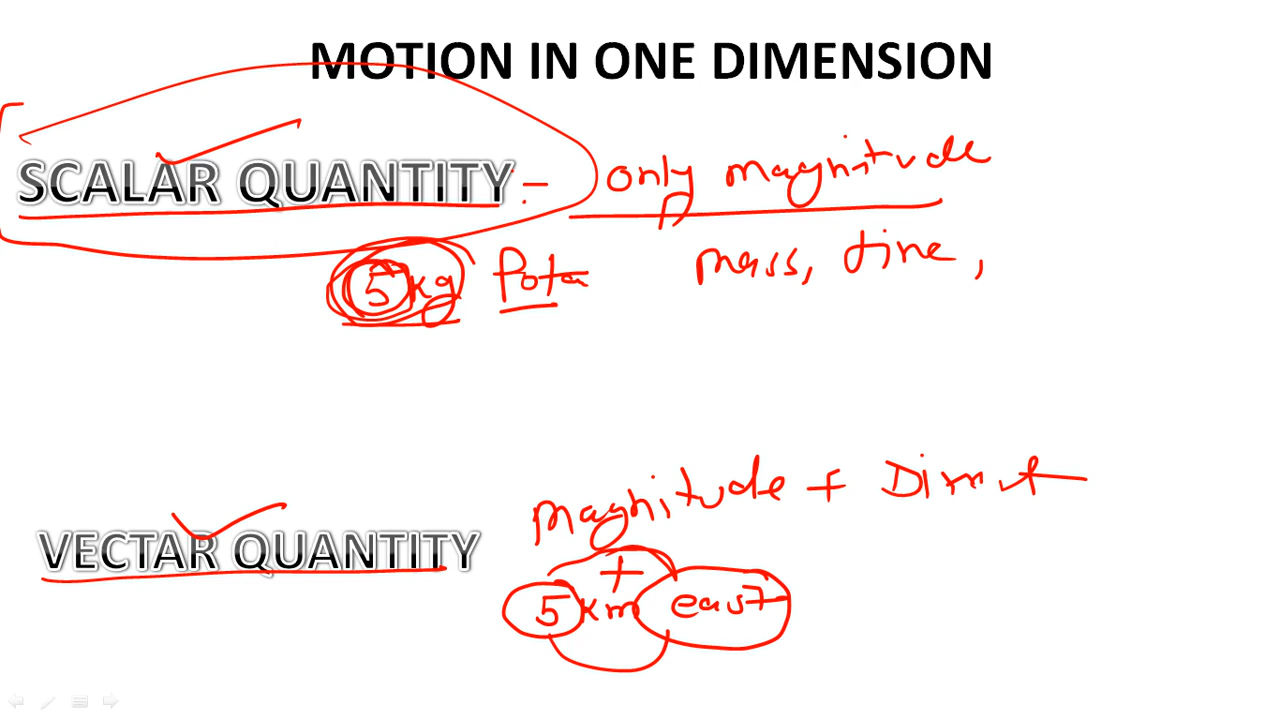 MOTION IN ONE DIMENSION
SCALAR QUANTITY :- only magnitude
5 kg Pota mass, time,
magnitude + Direct
VECTAR QUANTITY
+
5 km east